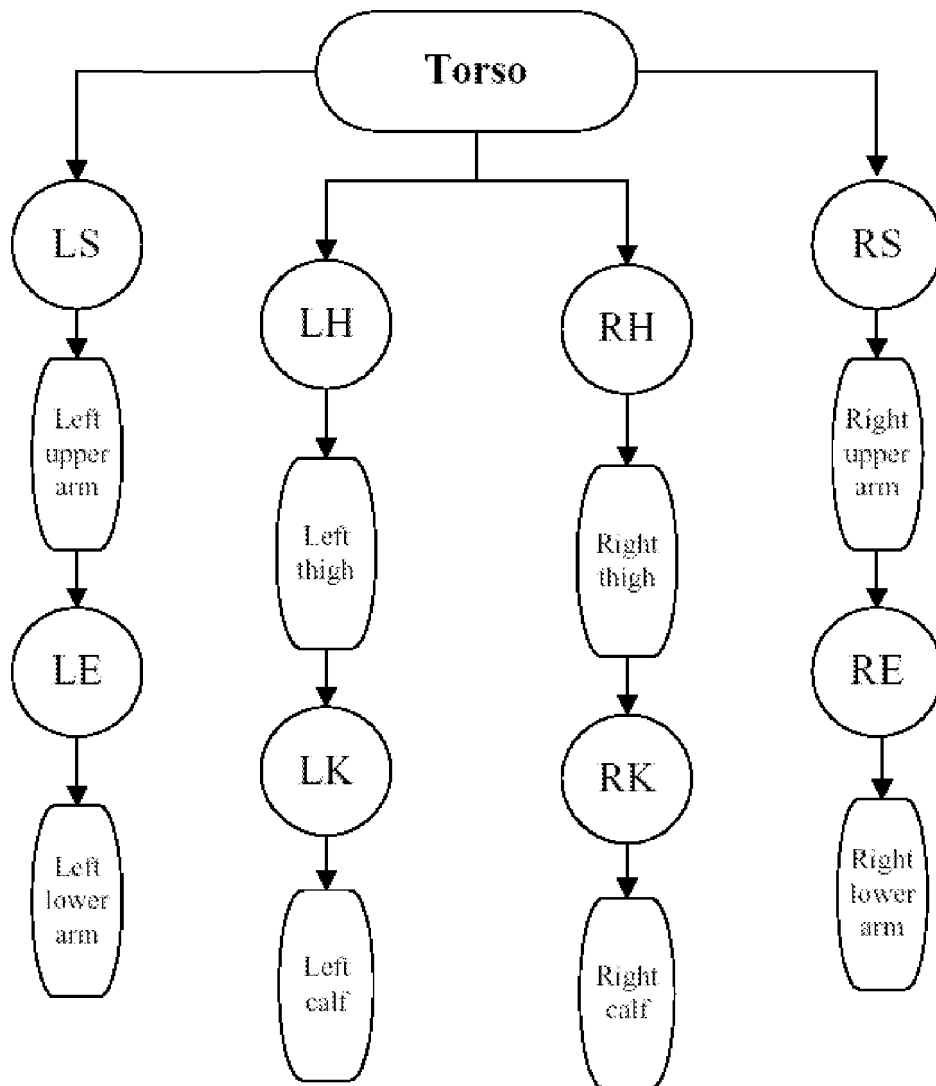 Torso
LS
RS
LH
RH
Left
upper
arm
Right
upper
arm
Left
thigh
Right
thigh
LE
RE
LK
RK
Left
lower
arm
Right
lower
arm
Left
calf
Right
calf